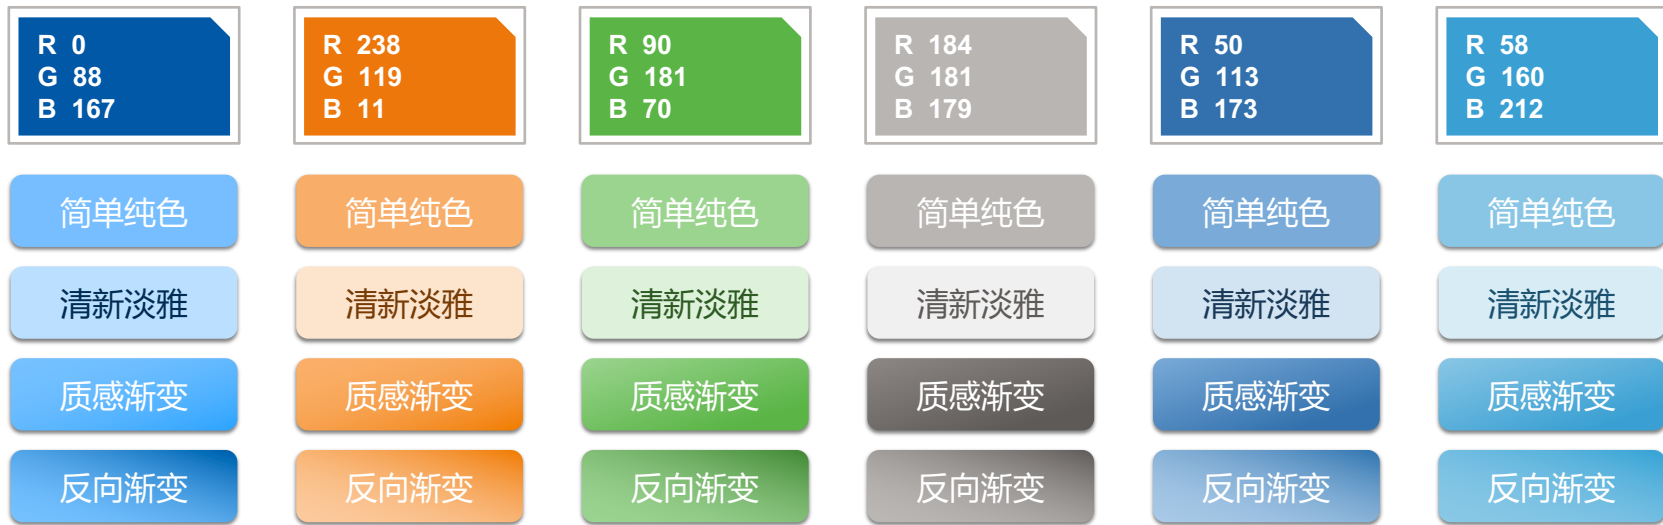 R 0
G 88
B 167
R 238
G 119
B 11
R 90
G 181
B 70
R 184
G 181
B 179
R 50
G 113
B 173
R 58
G 160
B 212
简单纯色
简单纯色
简单纯色
简单纯色
简单纯色
简单纯色
清新淡雅
清新淡雅
清新淡雅
清新淡雅
清新淡雅
清新淡雅
质感渐变
质感渐变
质感渐变
质感渐变
质感渐变
质感渐变
反向渐变
反向渐变
反向渐变
反向渐变
反向渐变
反向渐变